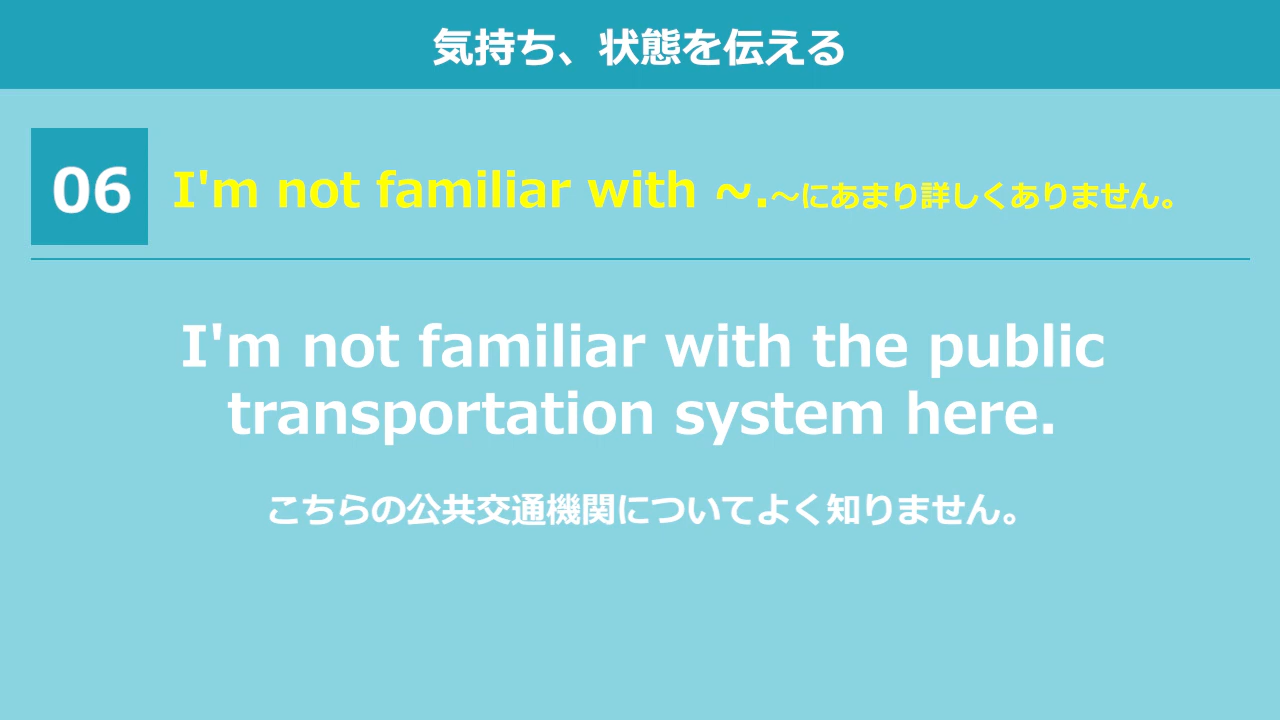 気持ち、状態を伝える
06 I'm not familiar with ~.～にあまり詳しくありません。
I'm not familiar with the public
transportation system here.
こちらの公共交通機関についてよく知りません。